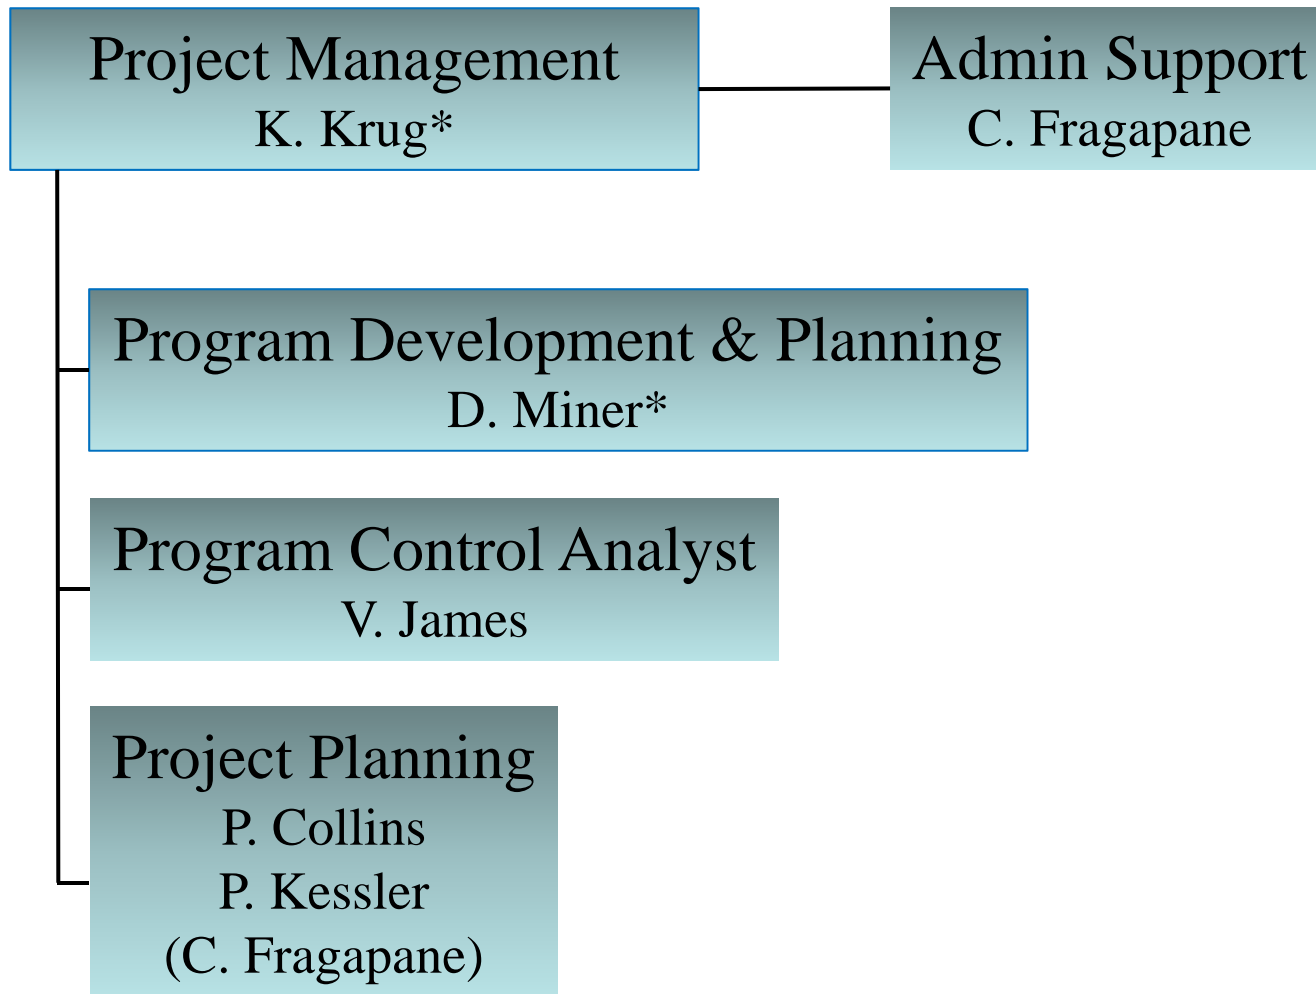 Project Management
K. Krug*
Admin Support
C. Fragapane
Program Development & Planning
D. Miner*
Program Control Analyst
V. James
Project Planning
P. Collins
P. Kessler
(C. Fragapane)